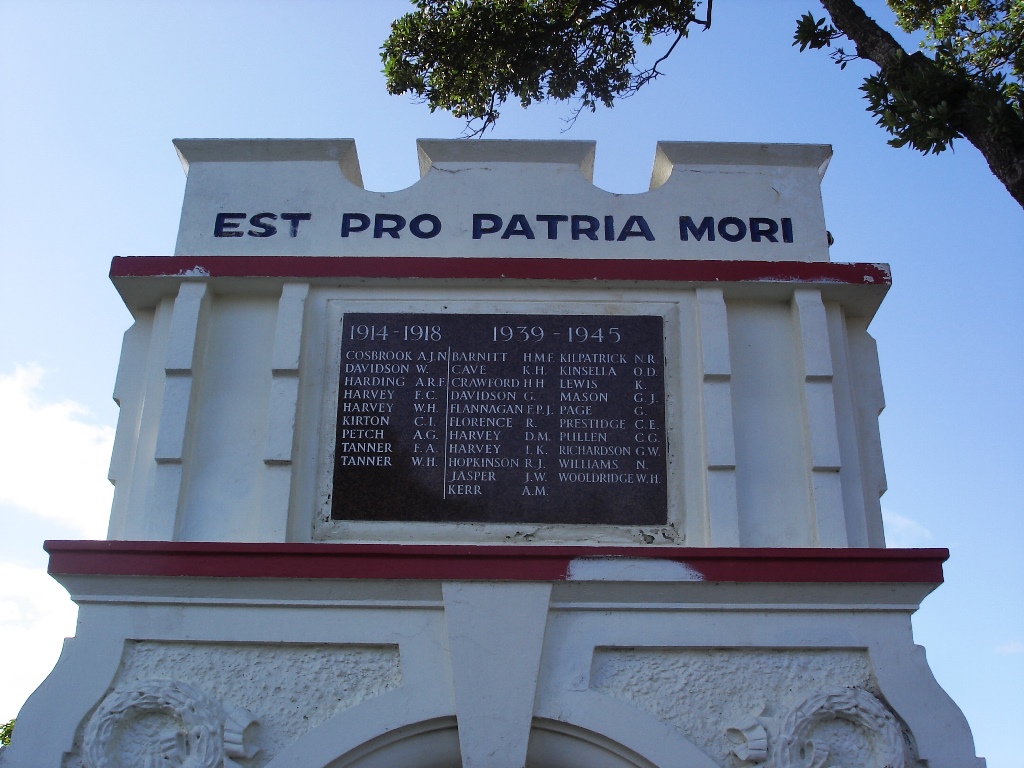 EST PRO PATRIA MORI
1914-1918
COSBROOK A.J.N
DAVIDSON W.
HARDING A.R.F.
HARVEY F.C.
HARVEY W.H.
KIRTON C.I.
PETCH A.G.
TANNER F.A.
TANNER W.H.
1939-1945
BARNITT H.M.F.
CAVE K.H.
CRAWFORD H H
DAVIDSON G.
FLANNAGAN F.P.J.
FLORENCE R.
HARVEY D.M.
HARVEY E.K.
HOPKINSON R.J.
JASPER J.W.
KERR A.M.
KILPATRICK N.R.
KINSELLA O.D.
LEWIS K.
MASON G.J.
PAGE G.
PRESTIDGE C.E.
PULLEN C.G.
RICHARDSON G.W.
WILLIAMS N.
WOOLDRIDGE W.H.